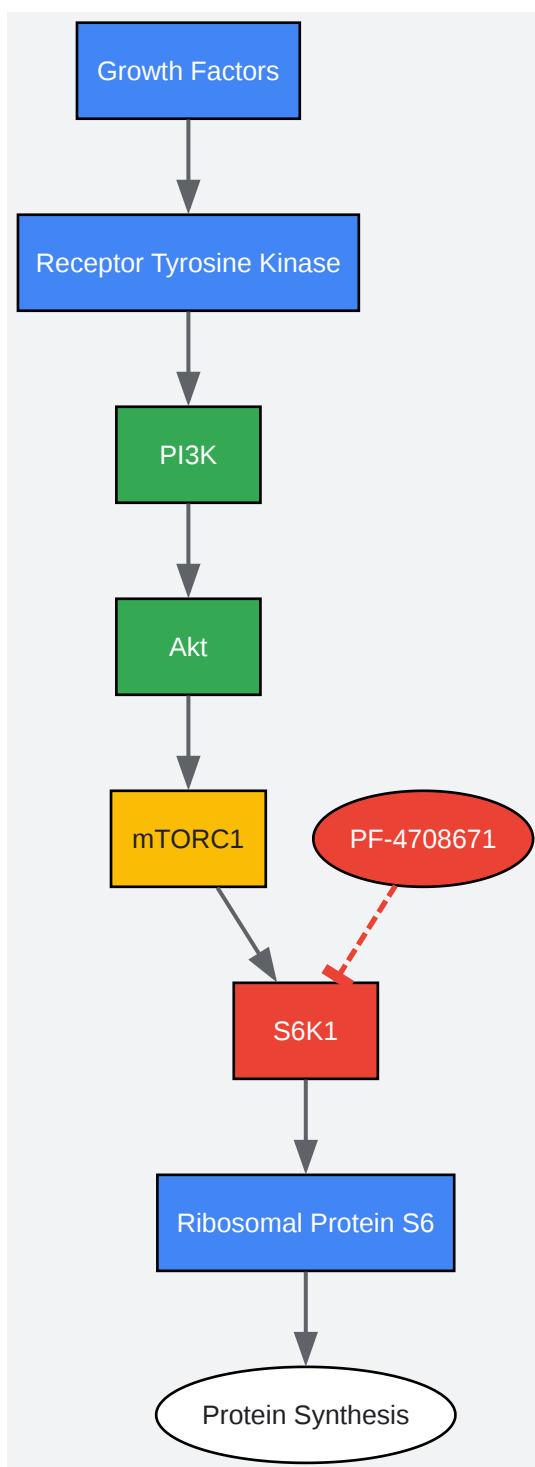 Growth Factors
Receptor Tyrosine Kinase
PI3K
Akt
mTORC1
PF-4708671
S6K1
Ribosomal Protein S6
Protein Synthesis